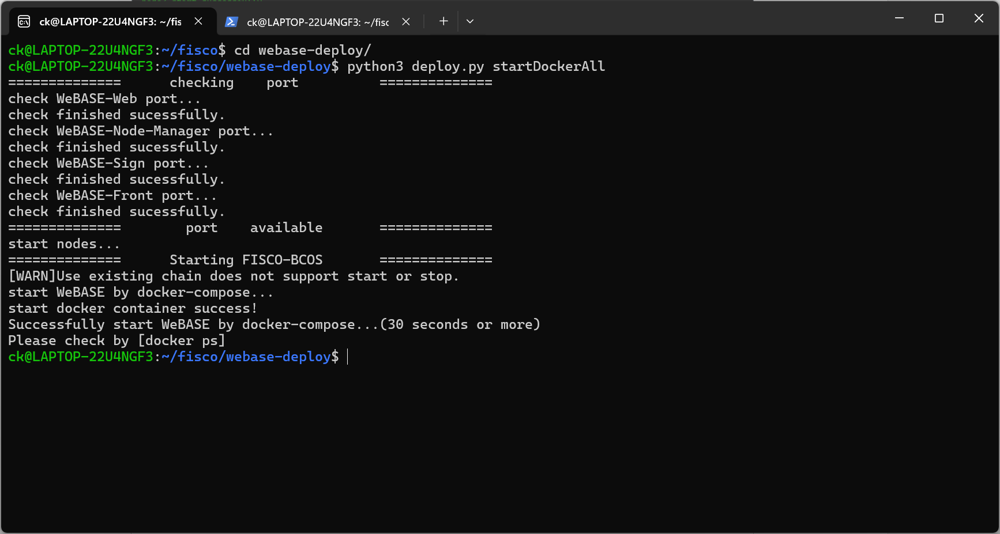 ck@LAPTOP-22U4NGF3: ~/fis
ck@LAPTOP-22U4NGF3: ~/fisc
ck@LAPTOP-22U4NGF3:~/fisco$ cd webase-deploy/
ck@LAPTOP-22U4NGF3:~/fisco/webase-deploy$ python3 deploy.py startDockerAll
==============      checking    port          ==============
check WeBASE-Web port...
check finished sucessfully.
check WeBASE-Node-Manager port...
check finished sucessfully.
check WeBASE-Sign port...
check finished sucessfully.
check WeBASE-Front port...
check finished sucessfully.
==============        port    available       ==============
start nodes...
==============      Starting FISCO-BCOS       ==============
[WARN]Use existing chain does not support start or stop.
start WeBASE by docker-compose...
start docker container success!
Successfully start WeBASE by docker-compose...(30 seconds or more)
Please check by [docker ps]
ck@LAPTOP-22U4NGF3:~/fisco/webase-deploy$